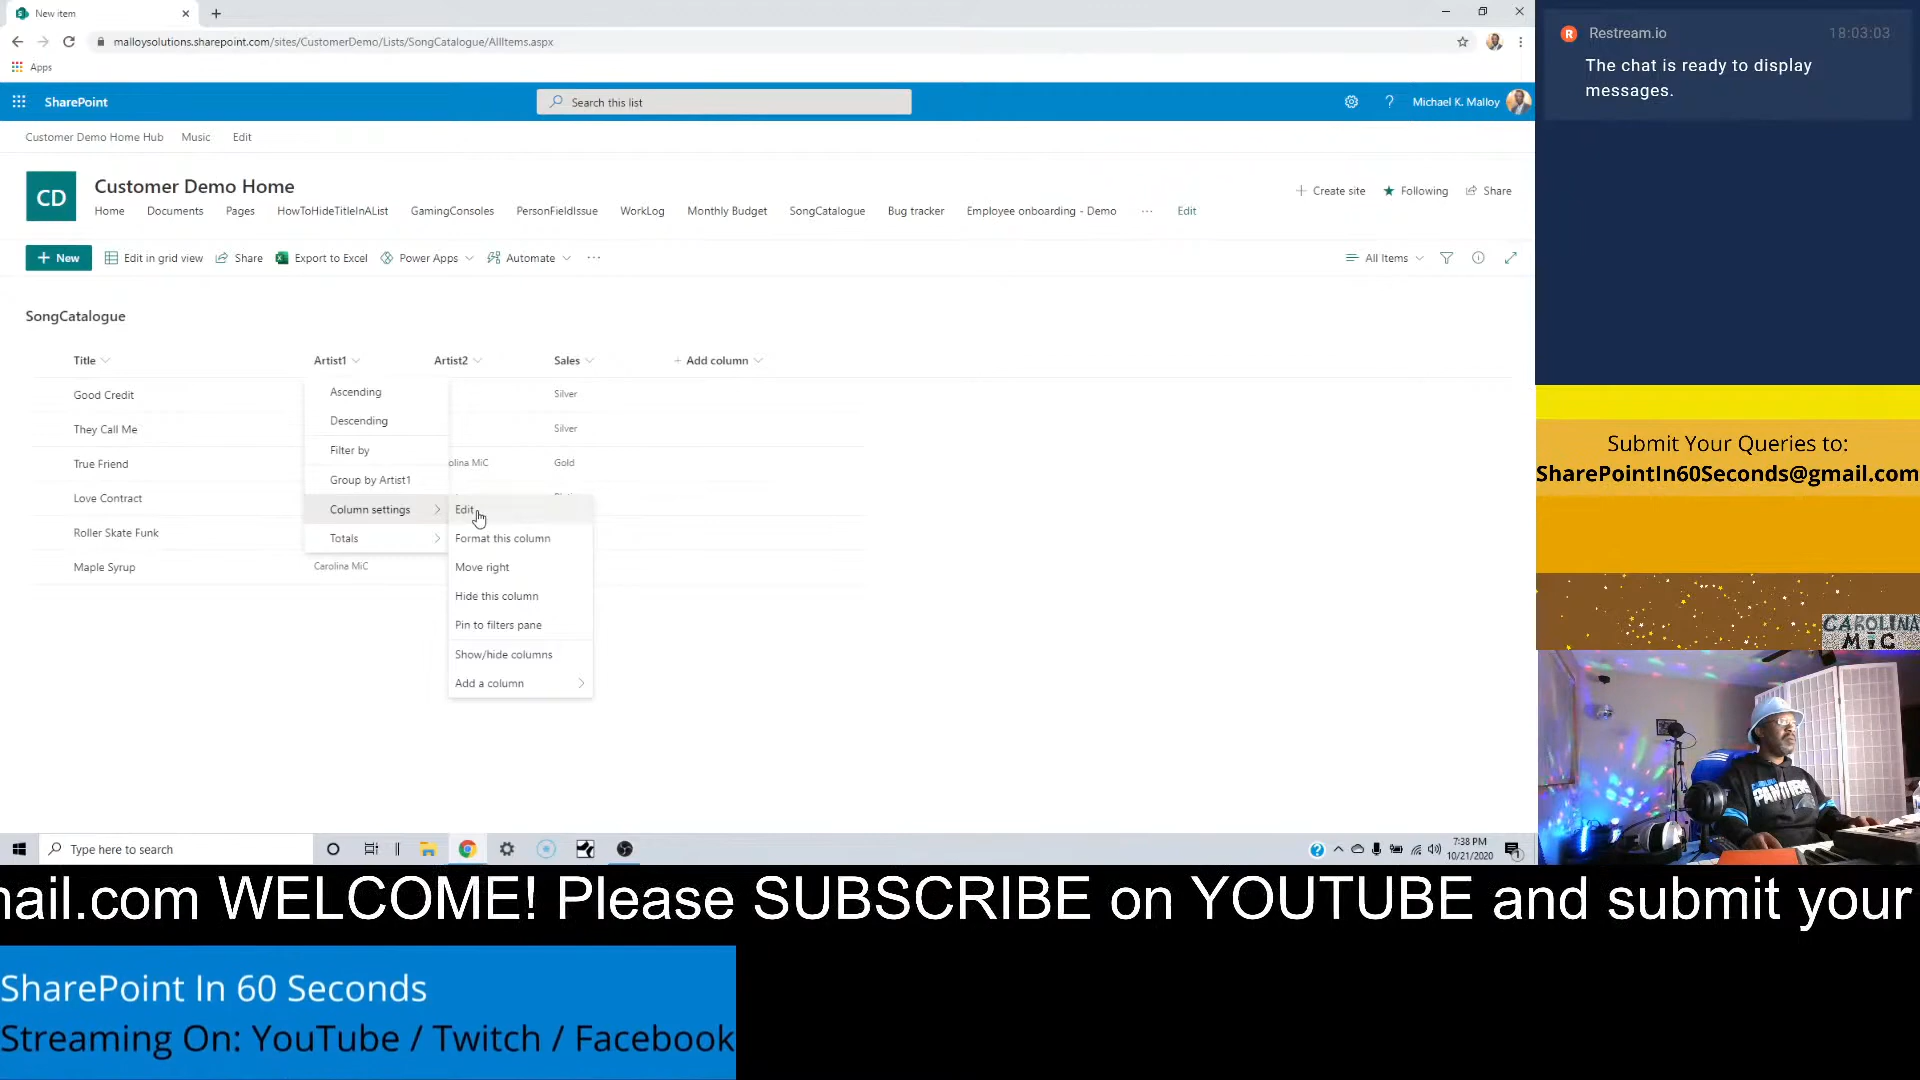 New item
malloysolutions.sharepoint.com/sites/CustomerDemo/Lists/SongCatalogue/AllItems.aspx
Apps
SharePoint
Search this list
Michael K. Malloy
Customer Demo Home Hub
Music
Edit
CD
Customer Demo Home
Create site
Following
Share
Home
Documents
Pages
HowToHideTitleInAList
GamingConsoles
PersonFieldIssue
WorkLog
Monthly Budget
SongCatalogue
Bug tracker
Employee onboarding - Demo
Edit
New
Edit in grid view
Share
Export to Excel
Power Apps
Automate
All Items
SongCatalogue
Title
Artist1
Artist2
Sales
Add column
Good Credit
Silver
They Call Me
Silver
True Friend
olina MiC
Gold
Love Contract
Roller Skate Funk
Maple Syrup
Carolina MiC
Ascending
Descending
Filter by
Group by Artist1
Column settings
Totals
Edit
Format this column
Move right
Hide this column
Pin to filters pane
Show/hide columns
Add a column
Type here to search
7:38 PM
10/21/2020
Restream.io
18:03:03
The chat is ready to display
messages.
Submit Your Queries to:
SharePointIn60Seconds@gmail.com
CAROLINA
MiC
PANTHERS
mail.com WELCOME! Please SUBSCRIBE on YOUTUBE and submit your
SharePoint In 60 Seconds
Streaming On: YouTube / Twitch / Facebook